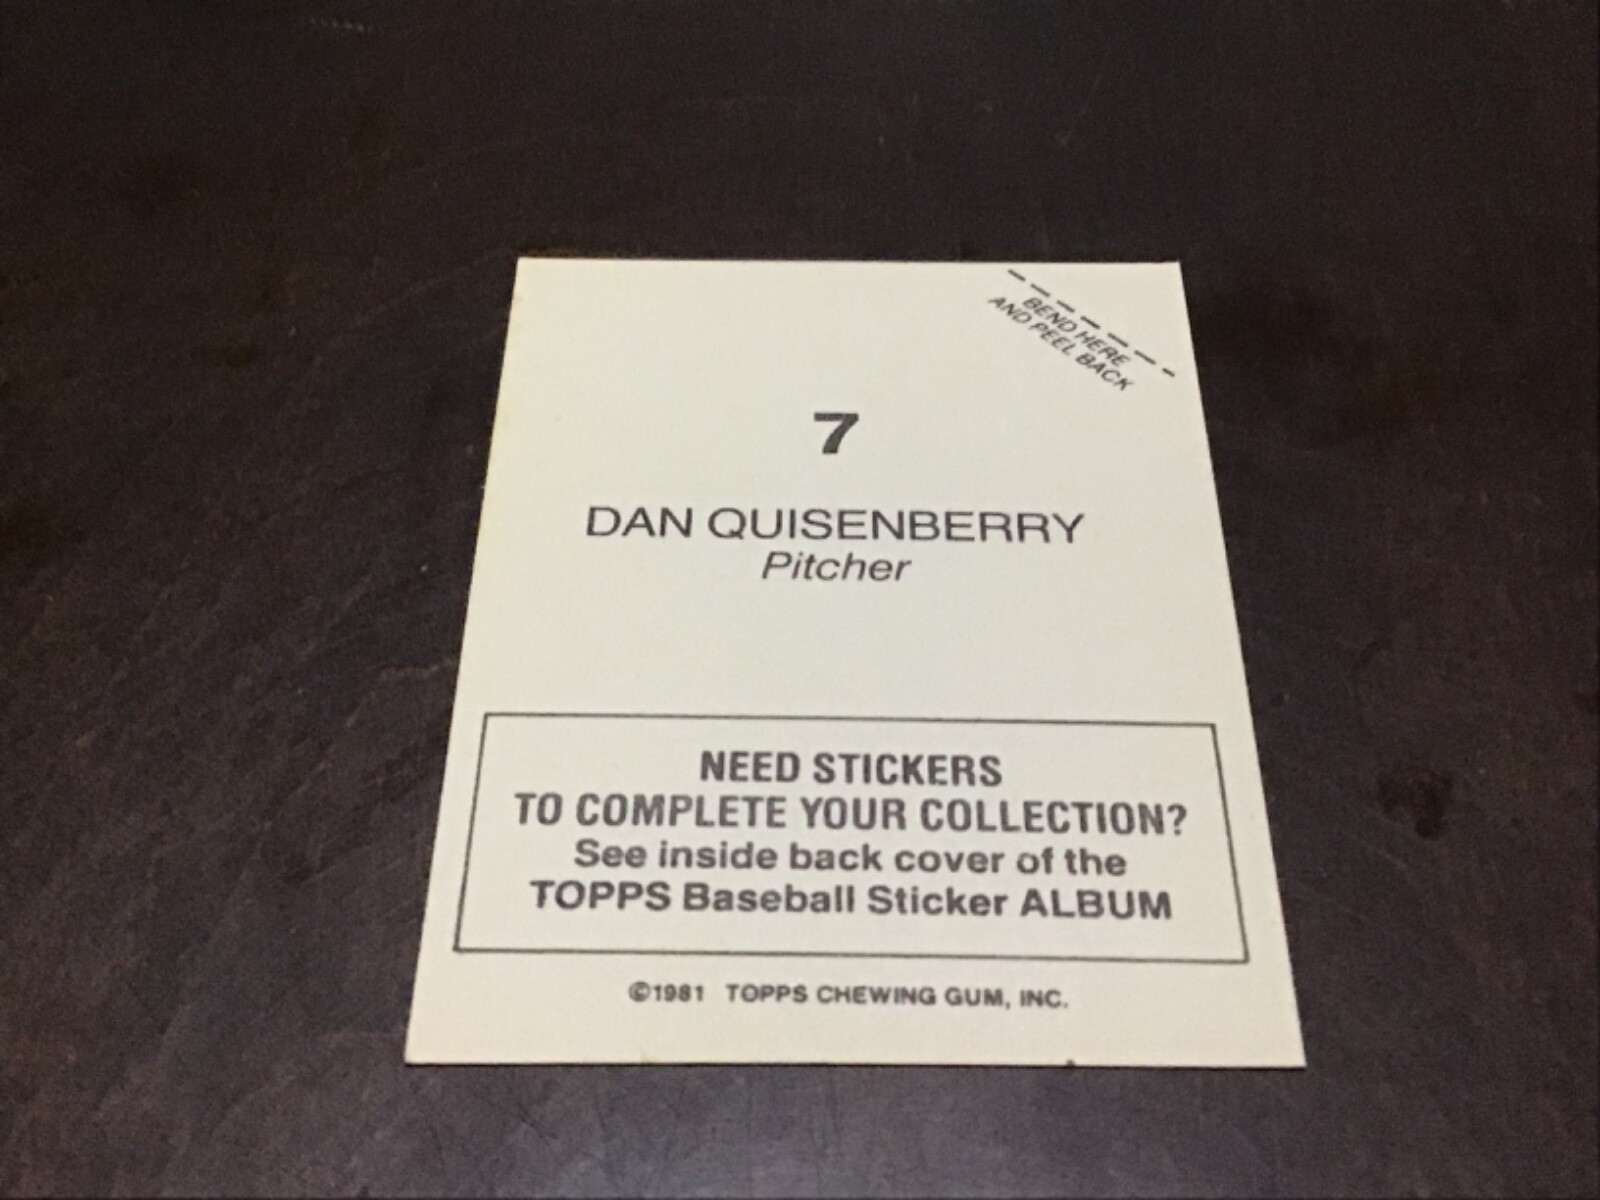 BEND HERE
AND PEEL BACK
7
DAN QUISENBERRY
Pitcher
NEED STICKERS
TO COMPLETE YOUR COLLECTION?
See inside back cover of the
TOPPS Baseball Sticker ALBUM
©1981 TOPPS CHEWING GUM, INC.